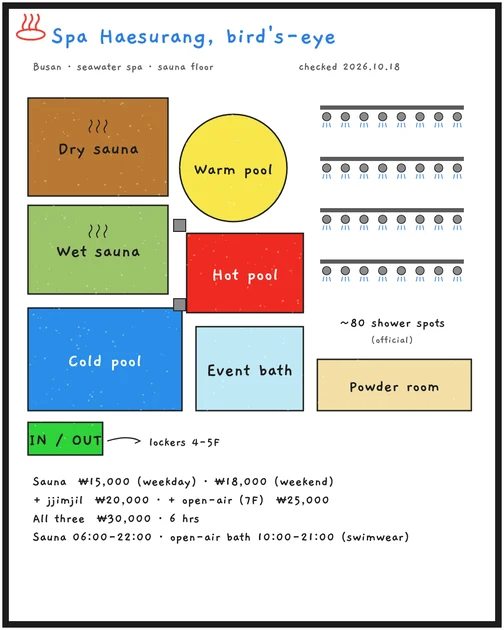 Spa Haesurang, bird's-eye
Busan · seawater spa · sauna floor
checked 2026.10.18
Dry sauna
Warm pool
Wet sauna
Hot pool
Cold pool
Event bath
~80 shower spots
(official)
Powder room
IN / OUT
lockers 4-5F
Sauna ₩15,000 (weekday) · ₩18,000 (weekend)
+ jjimjil ₩20,000 · + open-air (7F) ₩25,000
All three ₩30,000 · 6 hrs
Sauna 06:00-22:00 · open-air bath 10:00-21:00 (swimwear)